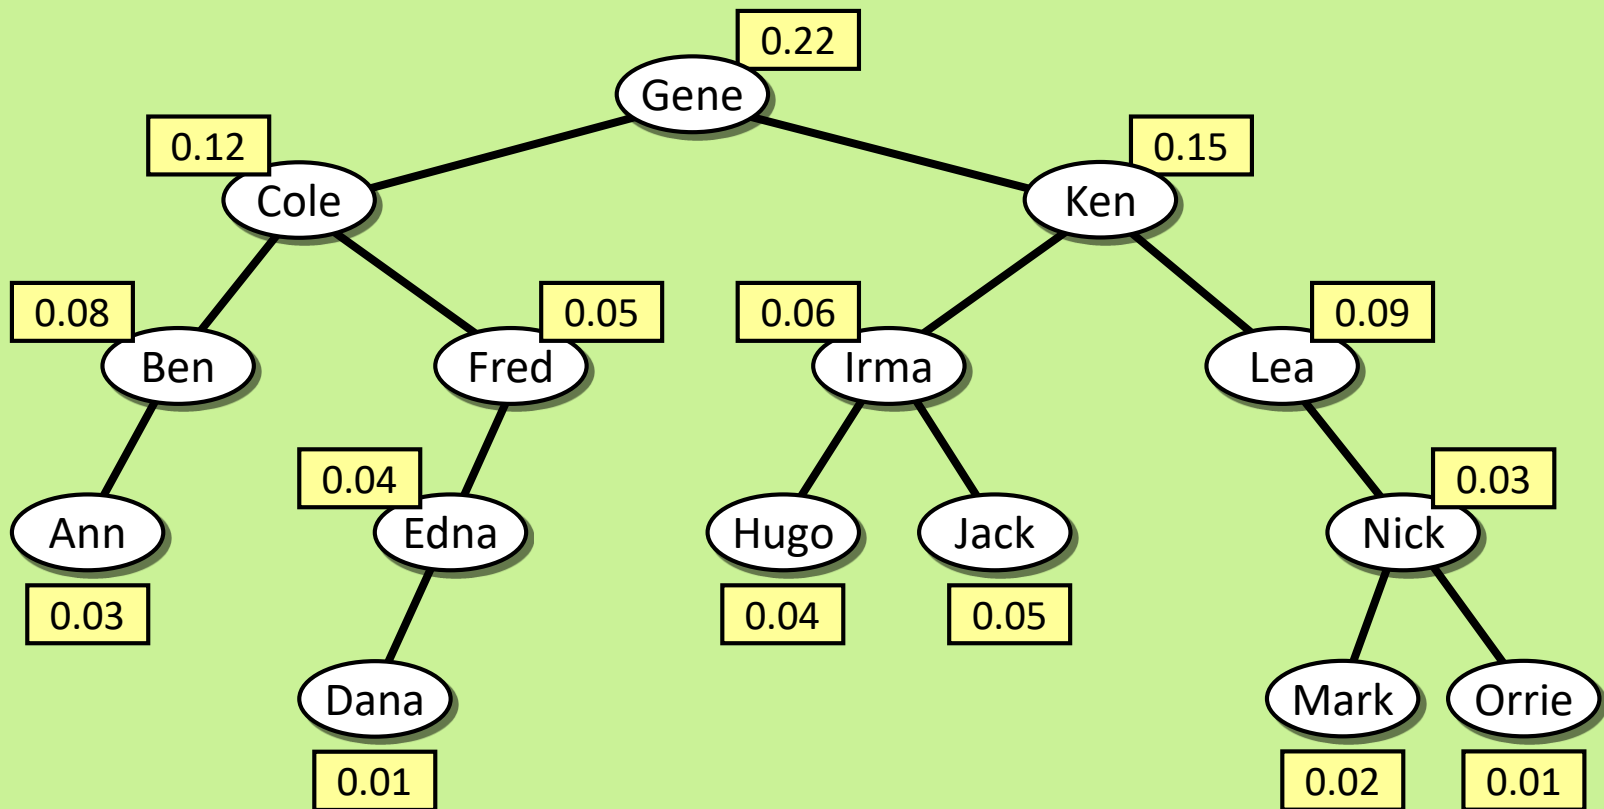 0.22
Gene
0.12
0.15
Cole
Ken
0.08
0.05
0.06
0.09
Ben
Fred
Irma
Lea
0.04
0.03
Ann
Edna
Hugo
Jack
Nick
0.03
0.04
0.05
Dana
Mark
Orrie
0.01
0.02
0.01